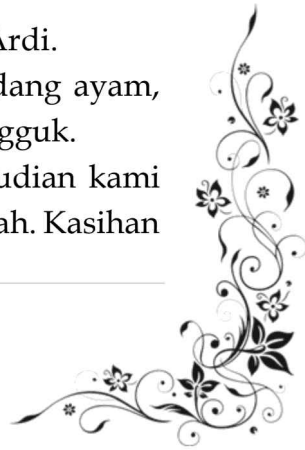 Ardi.
dang ayam,
gguk.
udian kami
ah. Kasihan